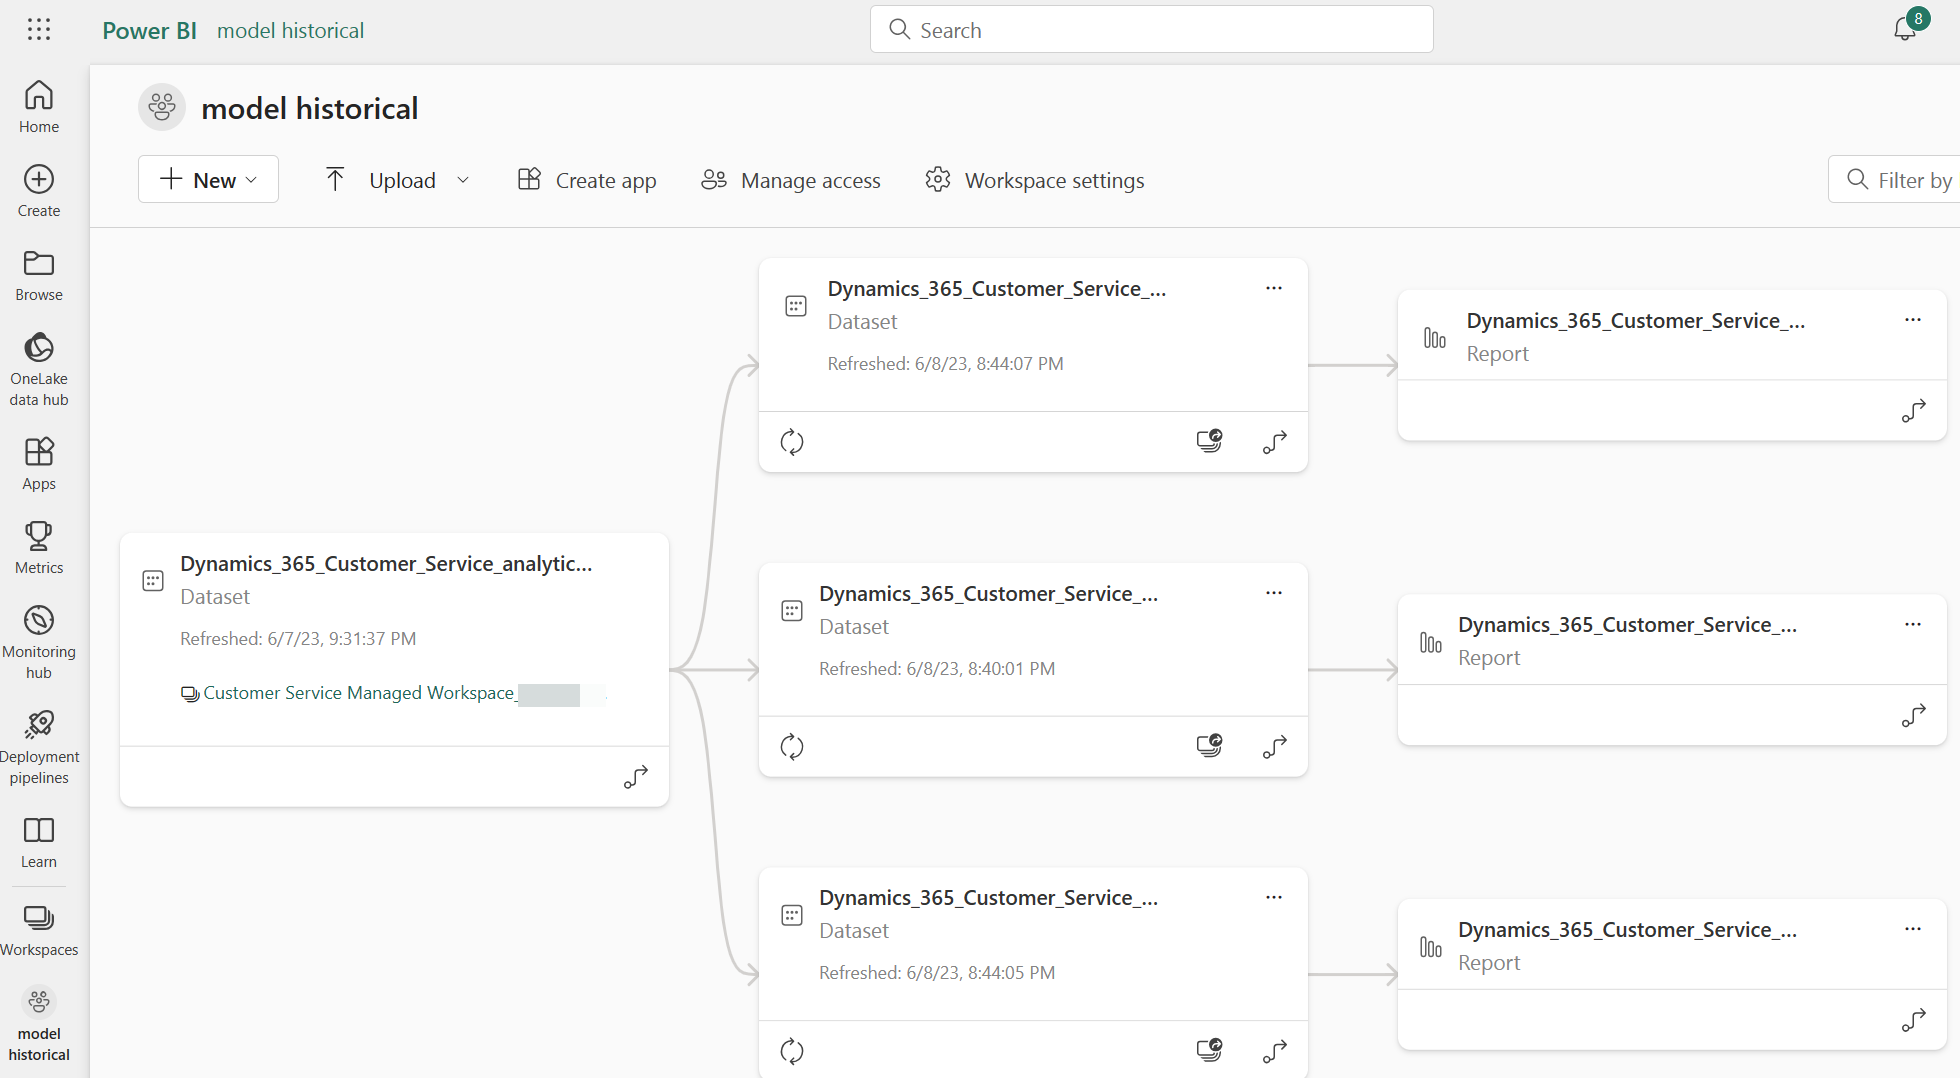 Power BI model historical
Search
8
Home
Create
Browse
OneLake
data hub
Apps
Metrics
Monitoring
hub
Deployment
pipelines
Learn
Workspaces
model
historical
model historical
New
Upload
Create app
Manage access
Workspace settings
Filter by
Dynamics_365_Customer_Service_analytic...
Dataset
Refreshed: 6/7/23, 9:31:37 PM
Customer Service Managed Workspace_
Dynamics_365_Customer_Service_...
Dataset
Refreshed: 6/8/23, 8:44:07 PM
Dynamics_365_Customer_Service_...
Report
Dynamics_365_Customer_Service_...
Dataset
Refreshed: 6/8/23, 8:40:01 PM
Dynamics_365_Customer_Service_...
Report
Dynamics_365_Customer_Service_...
Dataset
Refreshed: 6/8/23, 8:44:05 PM
Dynamics_365_Customer_Service_...
Report